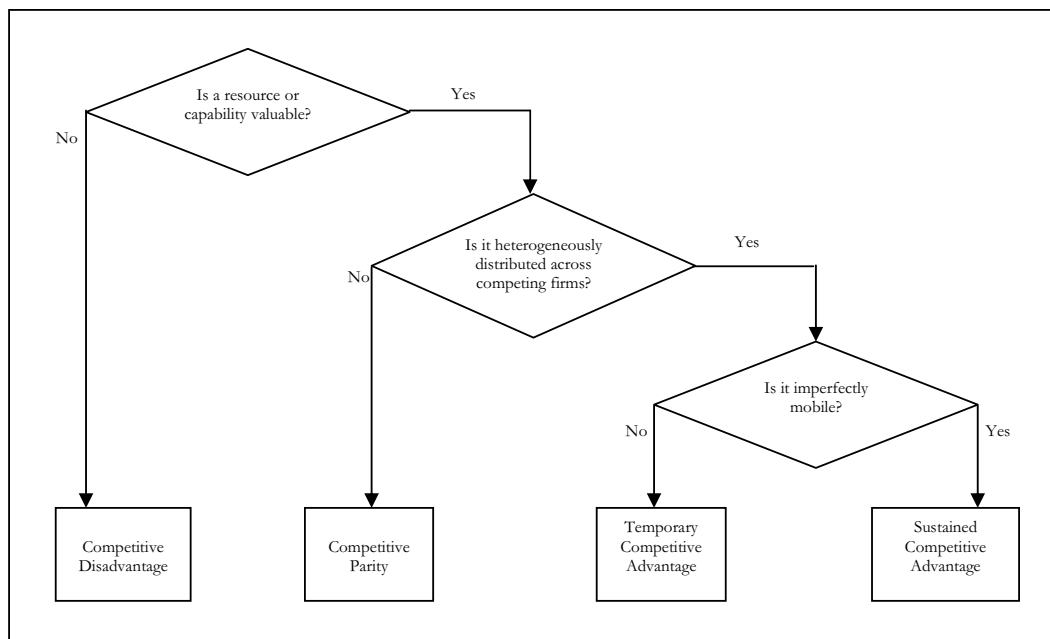 Is a resource or
capability valuable?
Yes
No
Is it heterogeneously
distributed across
competing firms?
Yes
No
Is it imperfectly
mobile?
No
Yes
Competitive
Disadvantage
Competitive
Parity
Temporary
Competitive
Advantage
Sustained
Competitive
Advantage